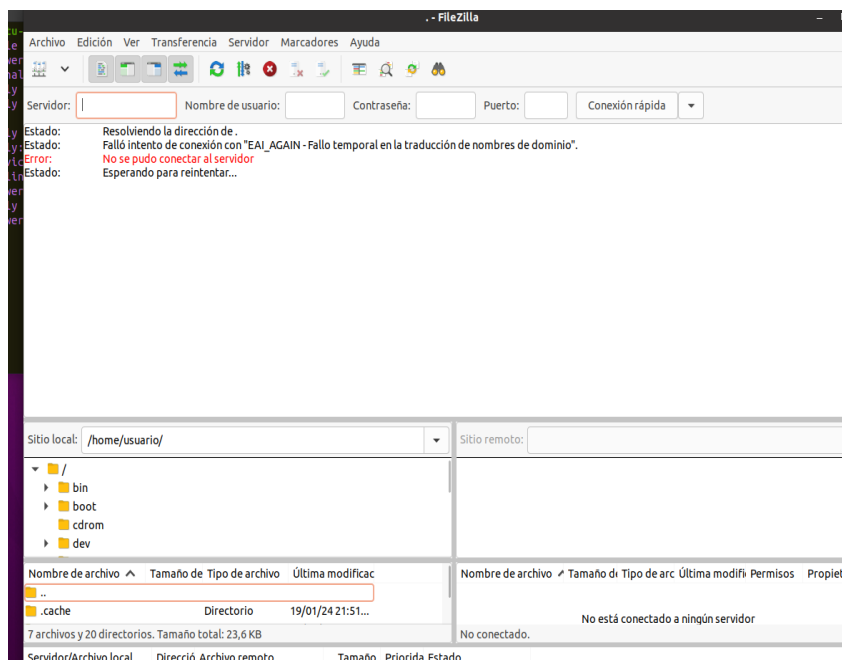 . - FileZilla
Archivo Edición Ver Transferencia Servidor Marcadores Ayuda
Servidor: Nombre de usuario: Contraseña: Puerto: Conexión rápida
Estado: Resolviendo la dirección de .
Estado: Falló intento de conexión con "EAI_AGAIN - Fallo temporal en la traducción de nombres de dominio".
Error: No se pudo conectar al servidor
Estado: Esperando para reintentar...
Sitio local: /home/usuario/
Sitio remoto:
/
bin
boot
cdrom
dev
Nombre de archivo Tamaño de Tipo de archivo Última modificac
..
.cache Directorio 19/01/24 21:51...
7 archivos y 20 directorios. Tamaño total: 23,6 KB
Nombre de archivo Tamaño d Tipo de arc Última modifi Permisos Propiet
No está conectado a ningún servidor
No conectado.
Servidor/Archivo local Direcció Archivo remoto Tamaño Priorida Estado